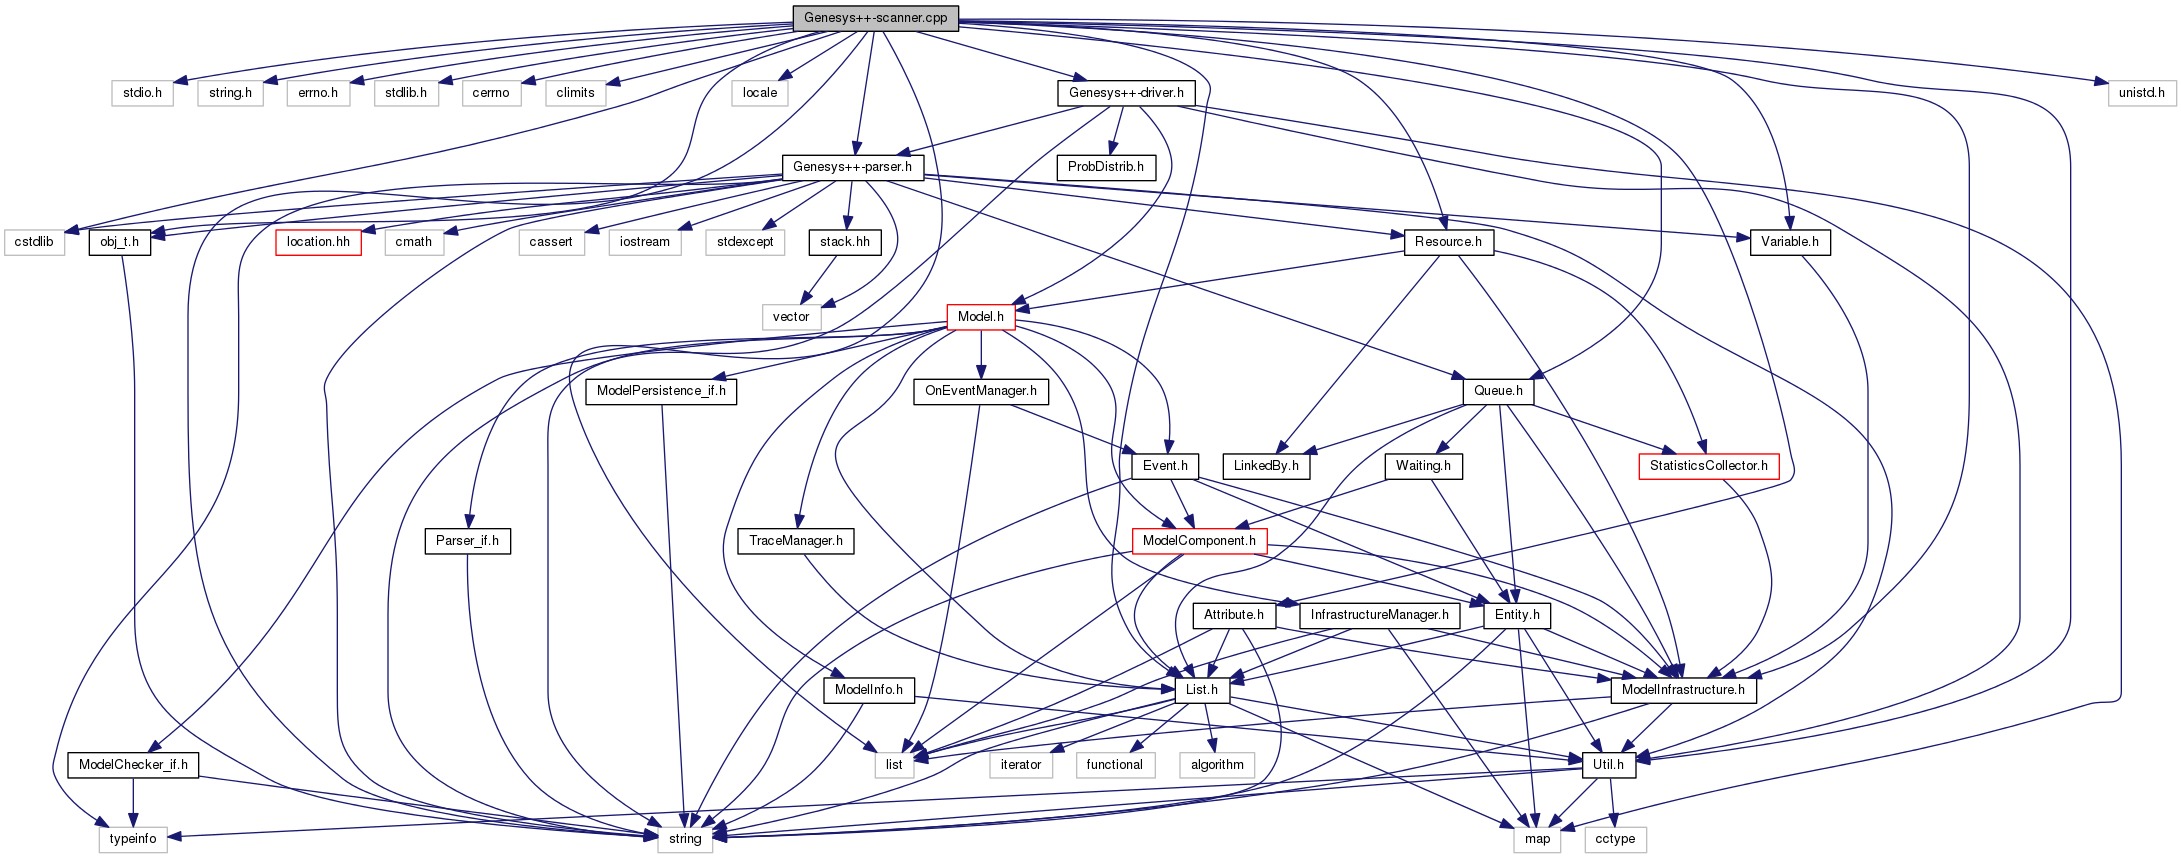 Genesys++-scanner.cpp
stdio.h
string.h
errno.h
stdlib.h
cerrno
climits
locale
Genesys++-driver.h
unistd.h
Genesys++-parser.h
ProbDistrib.h
cstdlib
obj_t.h
location.hh
cmath
cassert
iostream
stdexcept
stack.hh
Resource.h
Variable.h
vector
Model.h
ModelPersistence_if.h
OnEventManager.h
Queue.h
Event.h
LinkedBy.h
Waiting.h
StatisticsCollector.h
Parser_if.h
TraceManager.h
ModelComponent.h
Attribute.h
InfrastructureManager.h
Entity.h
ModelInfo.h
List.h
ModelInfrastructure.h
ModelChecker_if.h
list
iterator
functional
algorithm
Util.h
typeinfo
string
map
cctype